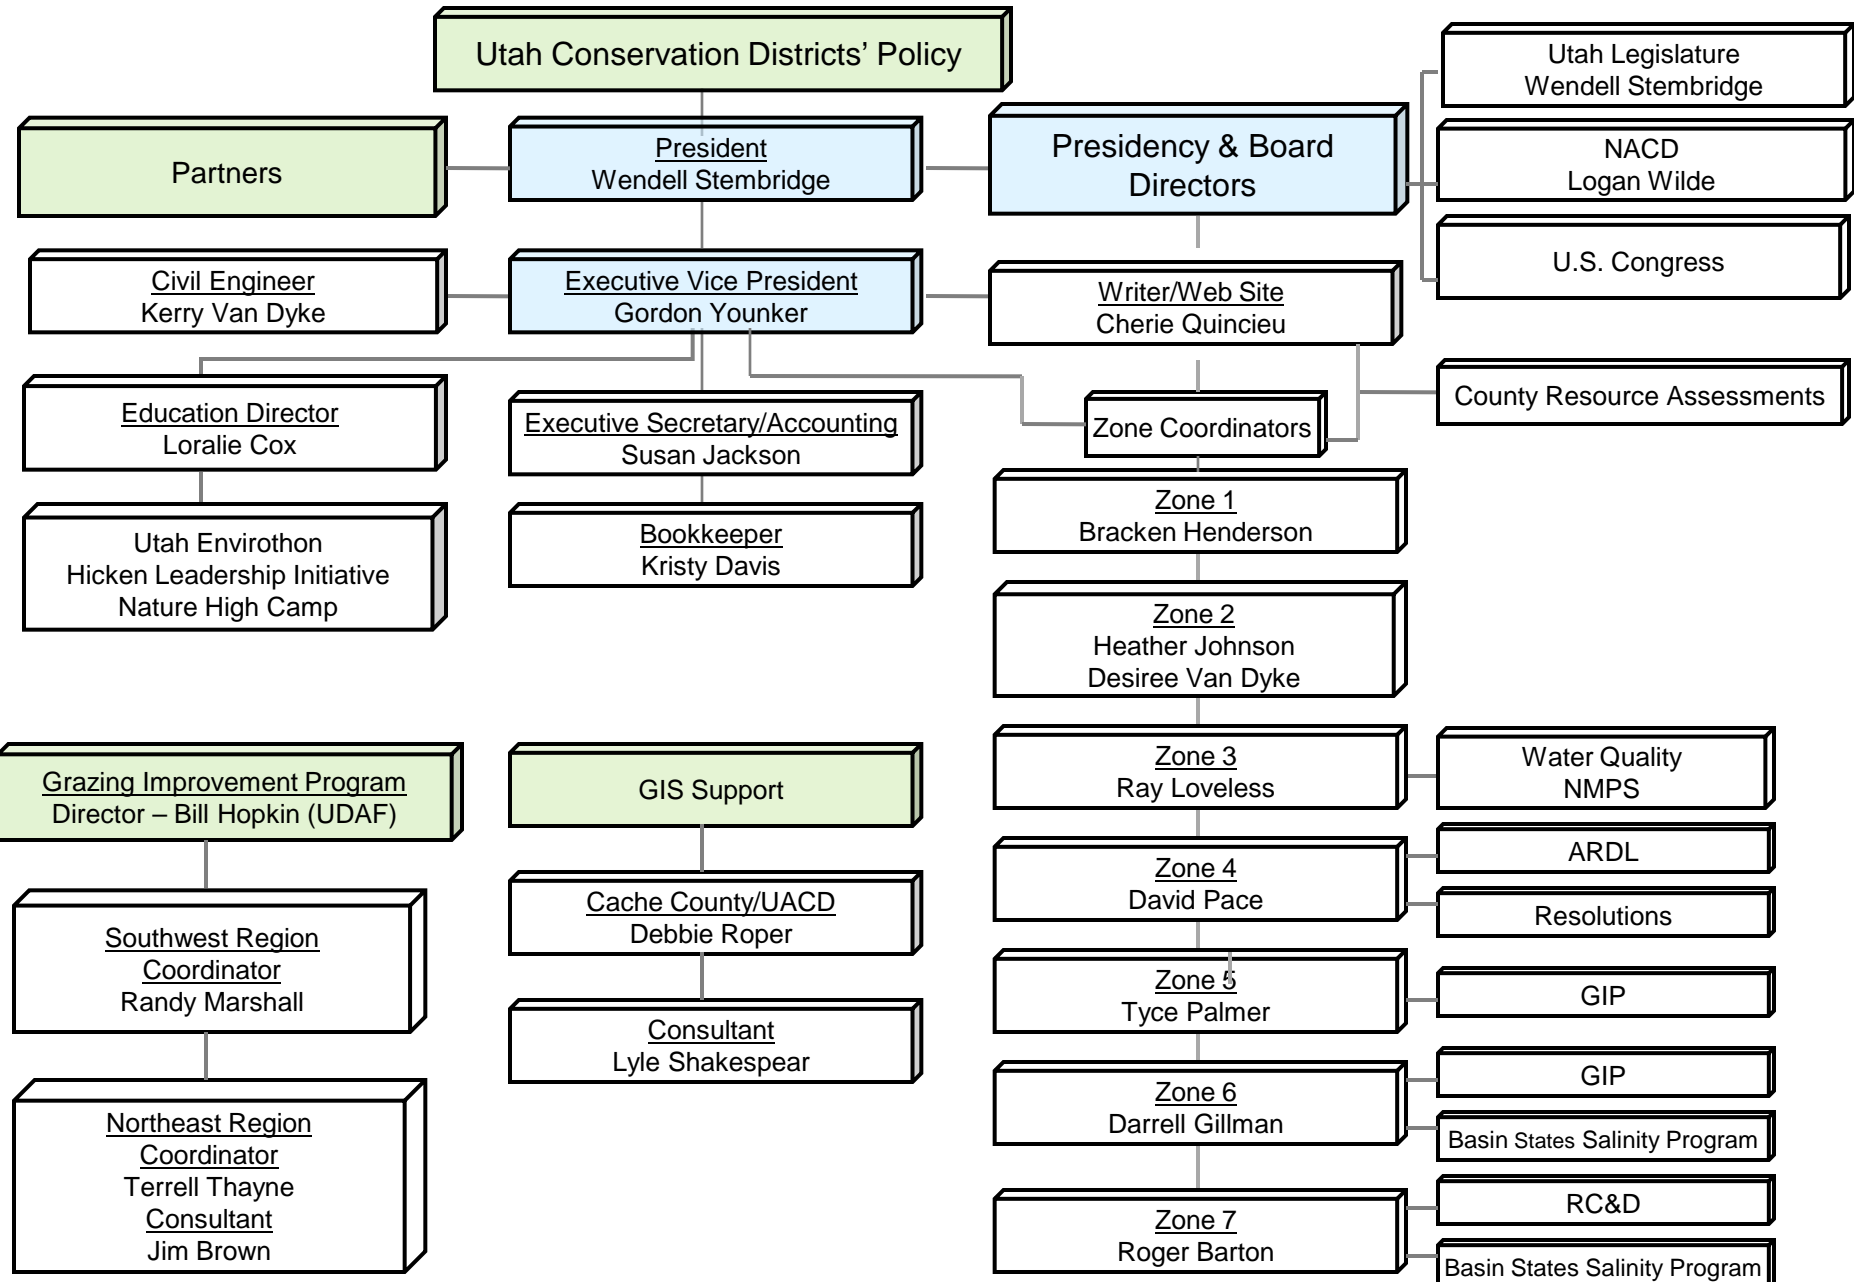 Utah Conservation Districts’ Policy
Utah Legislature
Wendell Stembridge
Partners
President
Wendell Stembridge
Presidency & Board
Directors
NACD
Logan Wilde
U.S. Congress
Civil Engineer
Kerry Van Dyke
Executive Vice President
Gordon Younker
Writer/Web Site
Cherie Quincieu
County Resource Assessments
Education Director
Loralie Cox
Executive Secretary/Accounting
Susan Jackson
Zone Coordinators
Utah Envirothon
Hicken Leadership Initiative
Nature High Camp
Bookkeeper
Kristy Davis
Zone 1
Bracken Henderson
Zone 2
Heather Johnson
Desiree Van Dyke
Grazing Improvement Program
Director – Bill Hopkin (UDAF)
GIS Support
Zone 3
Ray Loveless
Water Quality
NMPS
Southwest Region
Coordinator
Randy Marshall
Cache County/UACD
Debbie Roper
Zone 4
David Pace
ARDL
Resolutions
Consultant
Lyle Shakespear
Zone 5
Tyce Palmer
GIP
Northeast Region
Coordinator
Terrell Thayne
Consultant
Jim Brown
Zone 6
Darrell Gillman
GIP
Basin States Salinity Program
Zone 7
Roger Barton
RC&D
Basin States Salinity Program